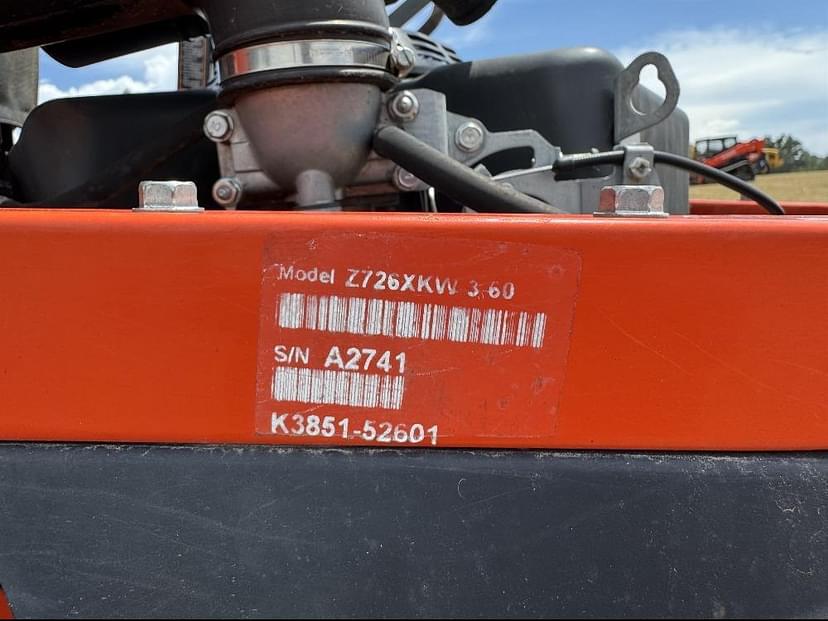 Model Z726XKW 3 60
S/N A2741
K3851-52601